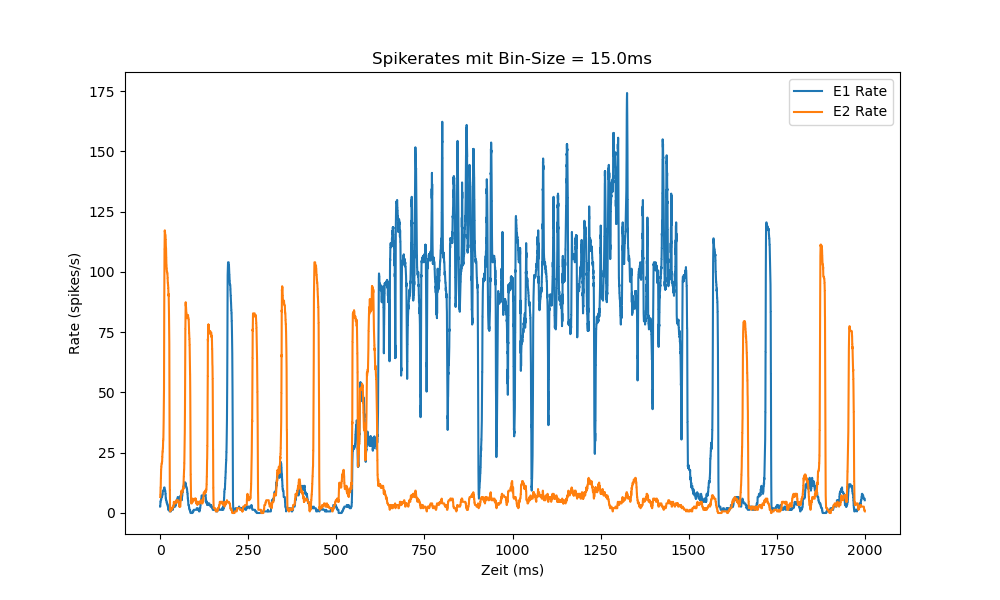 Spikerates mit Bin-Size = 15.0ms
E1 Rate
E2 Rate
Rate (spikes/s)
175
150
125
100
75
50
25
0
0 250 500 750 1000 1250 1500 1750 2000
Zeit (ms)